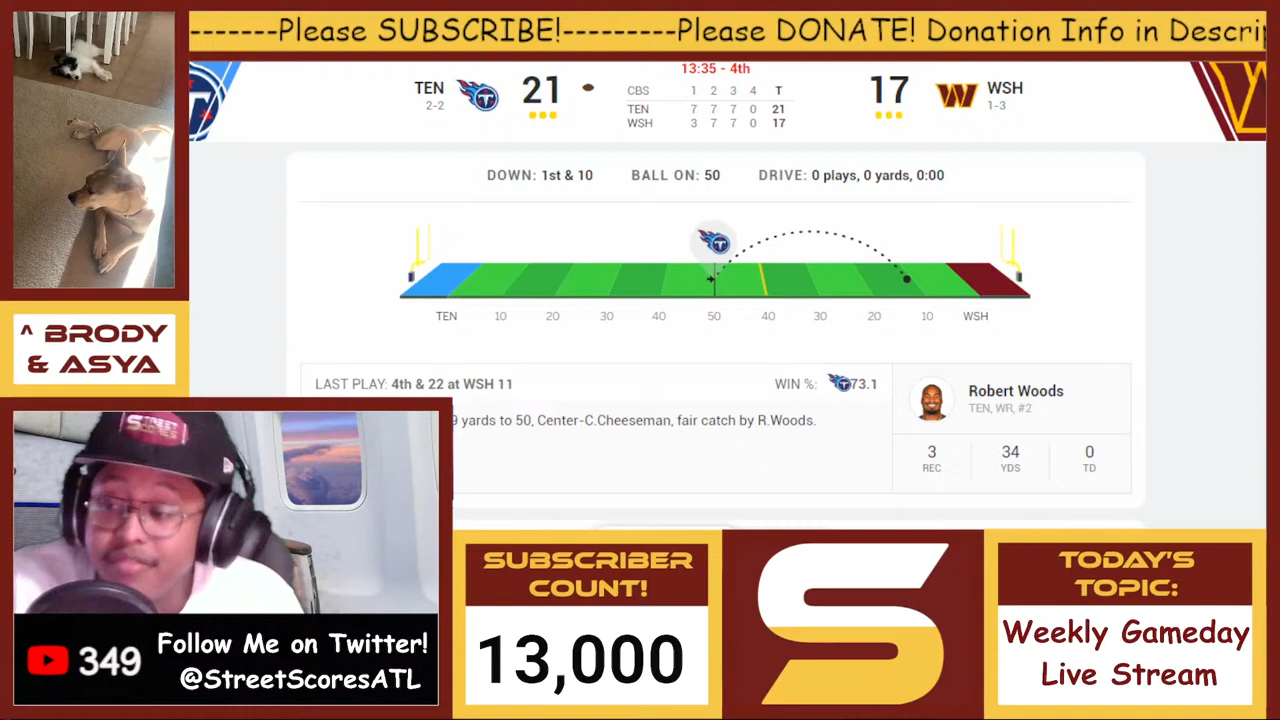 -------Please SUBSCRIBE!---------Please DONATE! Donation Info in Descri
TEN
2-2
21
13:35 - 4th
CBS 1 2 3 4 T
TEN 7 7 7 0 21
WSH 3 7 7 0 17
17
WSH
1-3
DOWN: 1st & 10 BALL ON: 50 DRIVE: 0 plays, 0 yards, 0:00
TEN 10 20 30 40 50 40 30 20 10 WSH
LAST PLAY: 4th & 22 at WSH 11 WIN %: 73.1
9 yards to 50, Center-C.Cheeseman, fair catch by R.Woods.
Robert Woods
TEN, WR, #2
3 34 0
REC YDS TD
^ BRODY
& ASYA
STREET
SCORES
349
Follow Me on Twitter!
@StreetScoresATL
SUBSCRIBER
COUNT!
13,000
S
TODAY'S
TOPIC:
Weekly Gameday
Live Stream